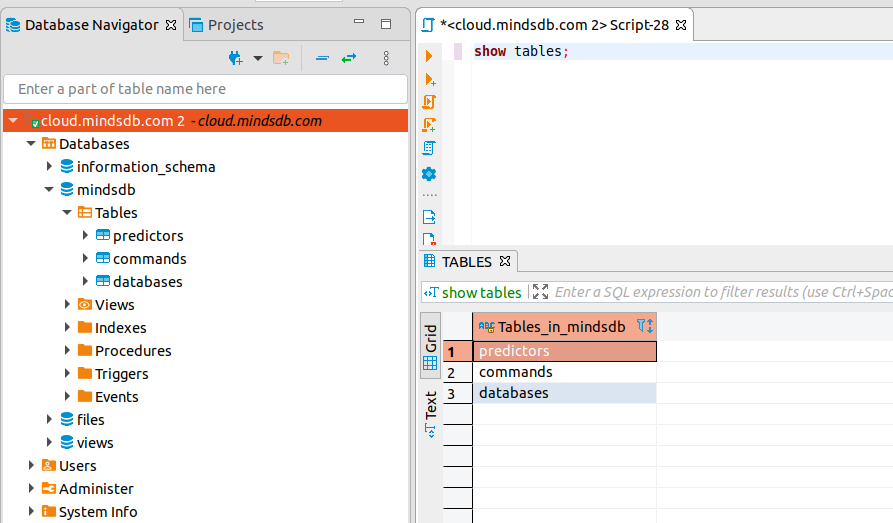 Database Navigator
Projects
Enter a part of table name here
cloud.mindsdb.com 2 - cloud.mindsdb.com
Databases
information_schema
mindsdb
Tables
predictors
commands
databases
Views
Indexes
Procedures
Triggers
Events
files
views
Users
Administer
System Info
*<cloud.mindsdb.com 2> Script-28
show tables;
TABLES
show tables
Enter a SQL expression to filter results (use Ctrl+Spac
Grid
Text
ABC Tables_in_mindsdb
1 predictors
2 commands
3 databases